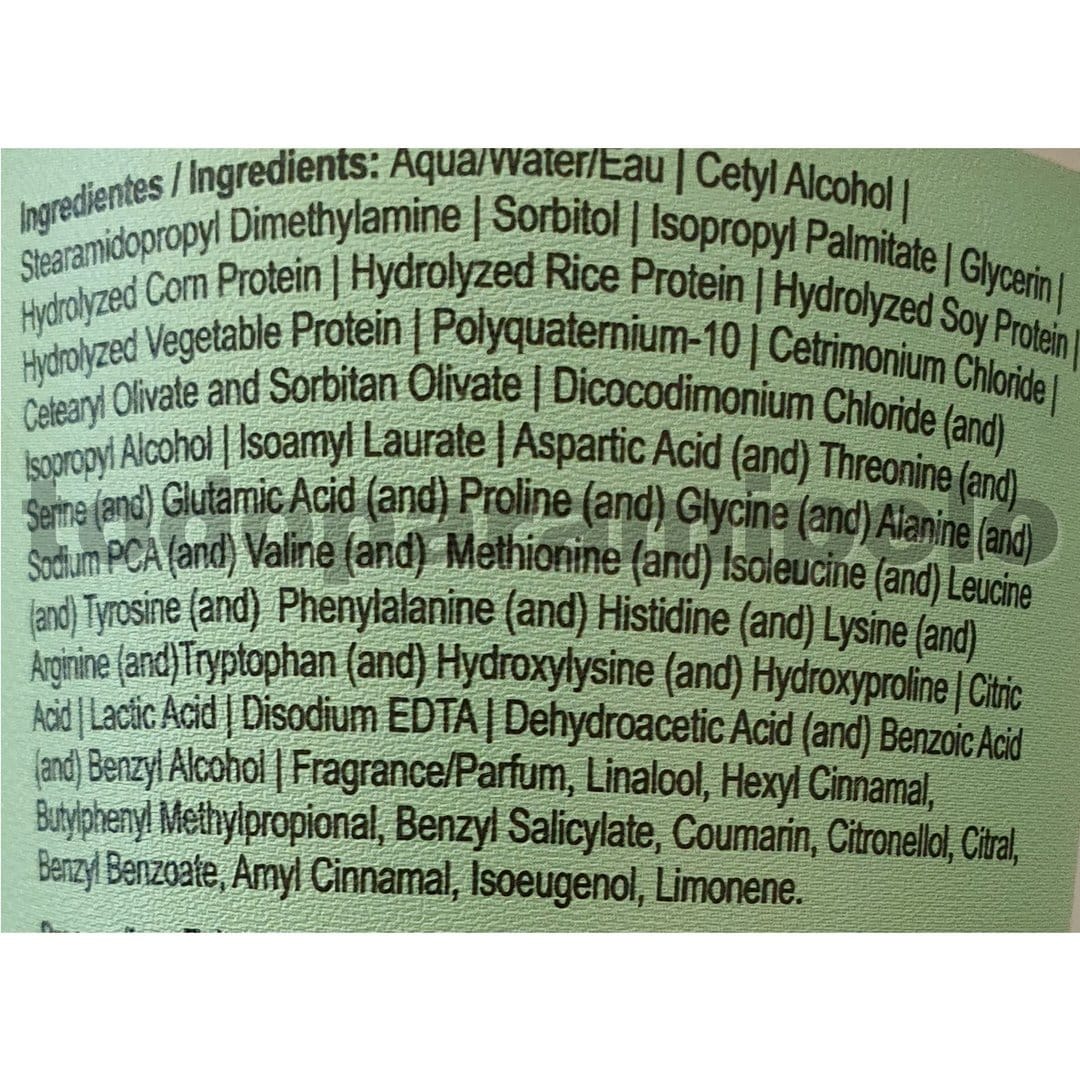 Ingredientes / Ingredients: Aqua/Water/Eau | Cetyl Alcohol |
Stearamidopropyl Dimethylamine | Sorbitol | Isopropyl Palmitate | Glycerin |
Hydrolyzed Corn Protein | Hydrolyzed Rice Protein | Hydrolyzed Soy Protein |
Hydrolyzed Vegetable Protein | Polyquaternium-10 | Cetrimonium Chloride |
Cetearyl Olivate and Sorbitan Olivate | Dicocodimonium Chloride (and)
Isopropyl Alcohol | Isoamyl Laurate | Aspartic Acid (and) Threonine (and)
Serine (and) Glutamic Acid (and) Proline (and) Glycine (and) Alanine (and)
todoparamipelo
Sodium PCA (and) Valine (and) Methionine (and) Isoleucine (and) Leucine
(and) Tyrosine (and) Phenylalanine (and) Histidine (and) Lysine (and)
Arginine (and)Tryptophan (and) Hydroxylysine (and) Hydroxyproline | Citric
Acid | Lactic Acid | Disodium EDTA | Dehydroacetic Acid (and) Benzoic Acid
(and) Benzyl Alcohol | Fragrance/Parfum, Linalool, Hexyl Cinnamal,
Butylphenyl Methylpropional, Benzyl Salicylate, Coumarin, Citronellol, Citral,
Benzyl Benzoate, Amyl Cinnamal, Isoeugenol, Limonene.